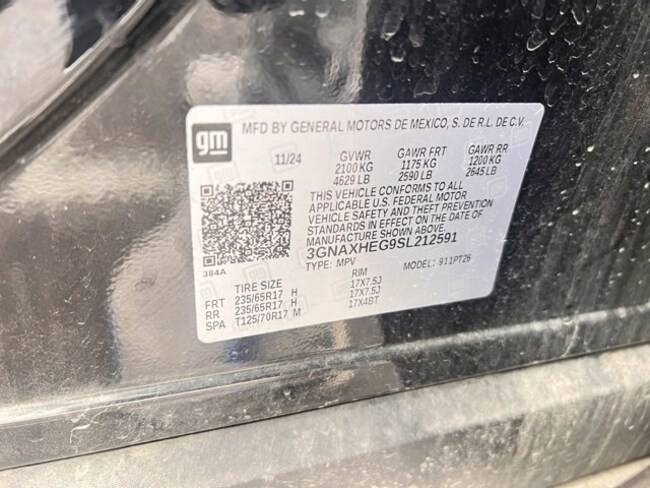 gm
MFD BY GENERAL MOTORS DE MEXICO, S. DE R.L. DE C.V.
11/24 GVWR GAWR FRT GAWR RR
2100 KG 1175 KG 1200 KG
4629 LB 2590 LB 2645 LB
THIS VEHICLE CONFORMS TO ALL
APPLICABLE U.S. FEDERAL MOTOR
VEHICLE SAFETY AND THEFT PREVENTION
STANDARDS IN EFFECT ON THE DATE OF
MANUFACTURE SHOWN ABOVE.
3GNAXHEG9SL212591
384A
TYPE: MPV MODEL: 911PT26
TIRE SIZE RIM
FRT 235/65R17 H 17X7.5J
RR 235/65R17 H 17X7.5J
SPA T125/70R17 M 17X4BT